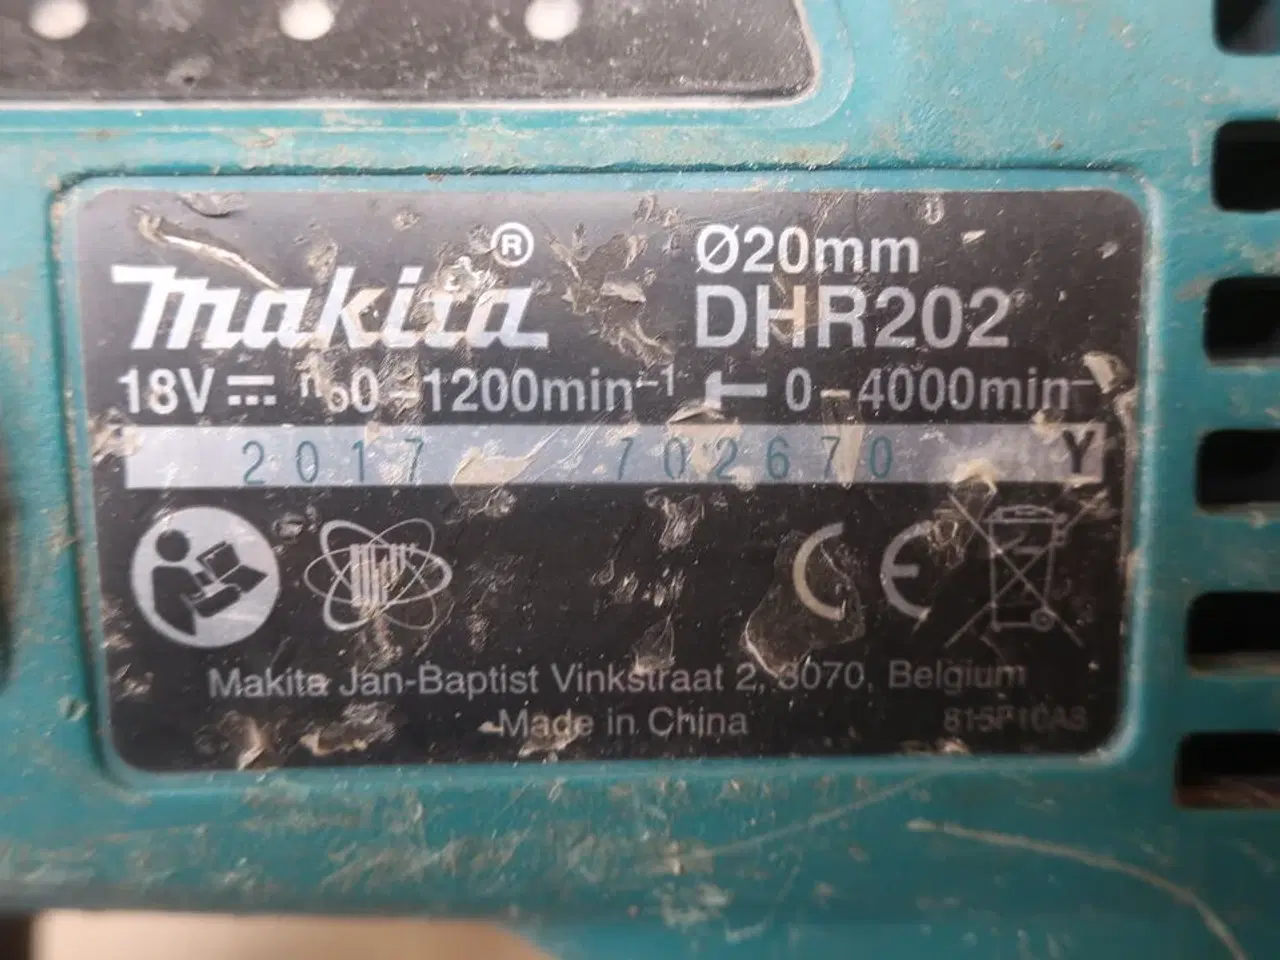 makita®
Ø20mm
DHR202
18V⎓ n₀0–1200min⁻¹ 0–4000min⁻
2017 702670 Y
CE
Makita Jan-Baptist Vinkstraat 2, 3070, Belgium
Made in China